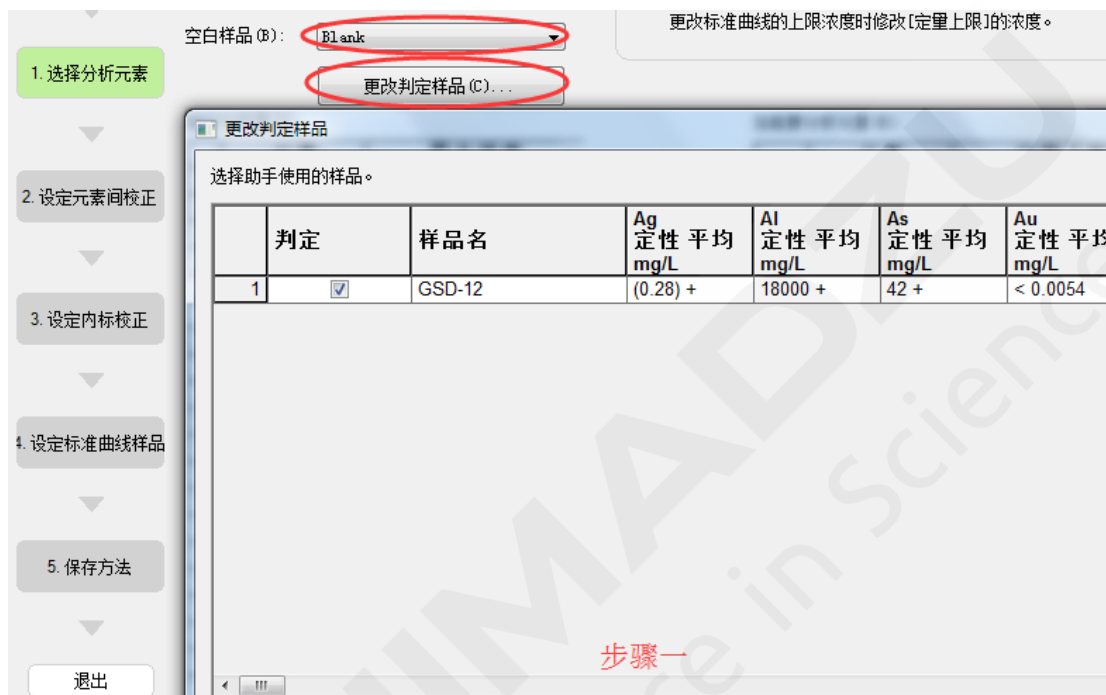 更改标准曲线的上限浓度时修改[定量上限]的浓度。
空白样品(B): Blank
更改判定样品(C)...
1. 选择分析元素
2. 设定元素间校正
3. 设定内标校正
4. 设定标准曲线样品
5. 保存方法
退出
更改判定样品
选择助手使用的样品。
判定 样品名 Ag 定性 平均 mg/L Al 定性 平均 mg/L As 定性 平均 mg/L Au 定性 平均 mg/L
1 GSD-12 (0.28) + 18000 + 42 + < 0.0054
步骤一
IMADZU
e in Science